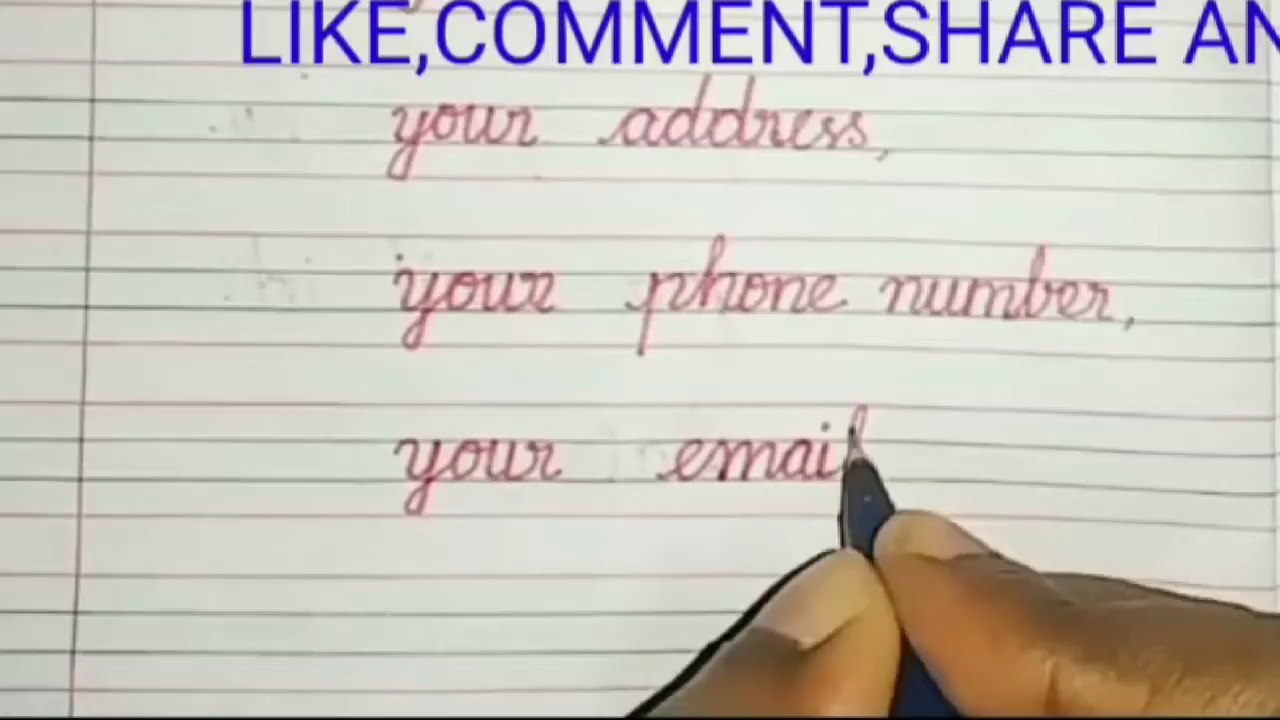 LIKE,COMMENT,SHARE AN
your address,
your phone number,
your email